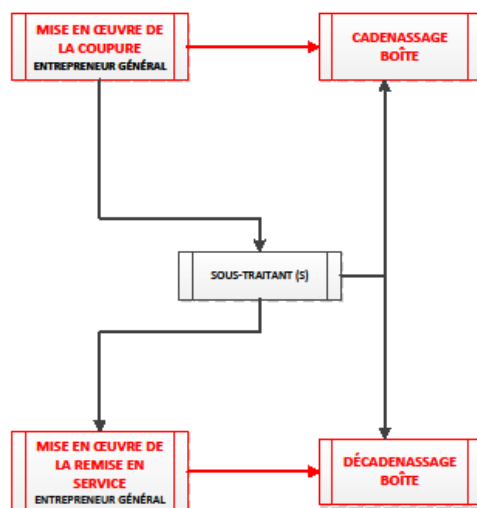 MISE EN ŒUVRE DE
LA COUPURE
ENTREPRENEUR GÉNÉRAL
CADENASSAGE
BOÎTE
SOUS-TRAITANT (S)
MISE EN ŒUVRE DE
LA REMISE EN
SERVICE
ENTREPRENEUR GÉNÉRAL
DÉCADENASSAGE
BOÎTE